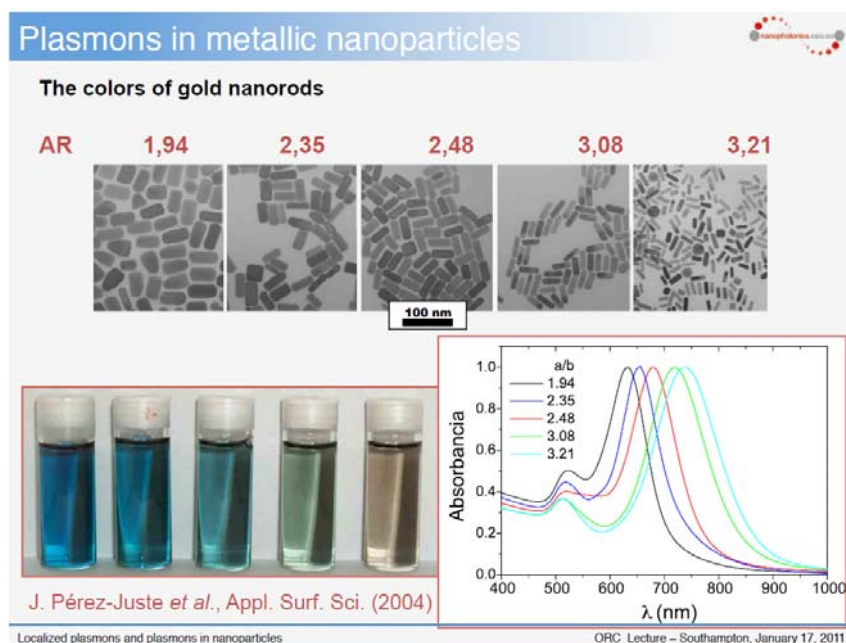 Plasmons in metallic nanoparticles
The colors of gold nanorods
AR 1,94 2,35 2,48 3,08 3,21
100 nm
a/b
1.94
2.35
2.48
3.08
3.21
Absorbancia
1.0
0.8
0.6
0.4
0.2
0.0
400 500 600 700 800 900 1000
λ (nm)
J. Pérez-Juste et al., Appl. Surf. Sci. (2004)
Localized plasmons and plasmons in nanoparticles
ORC Lecture – Southampton, January 17, 2011